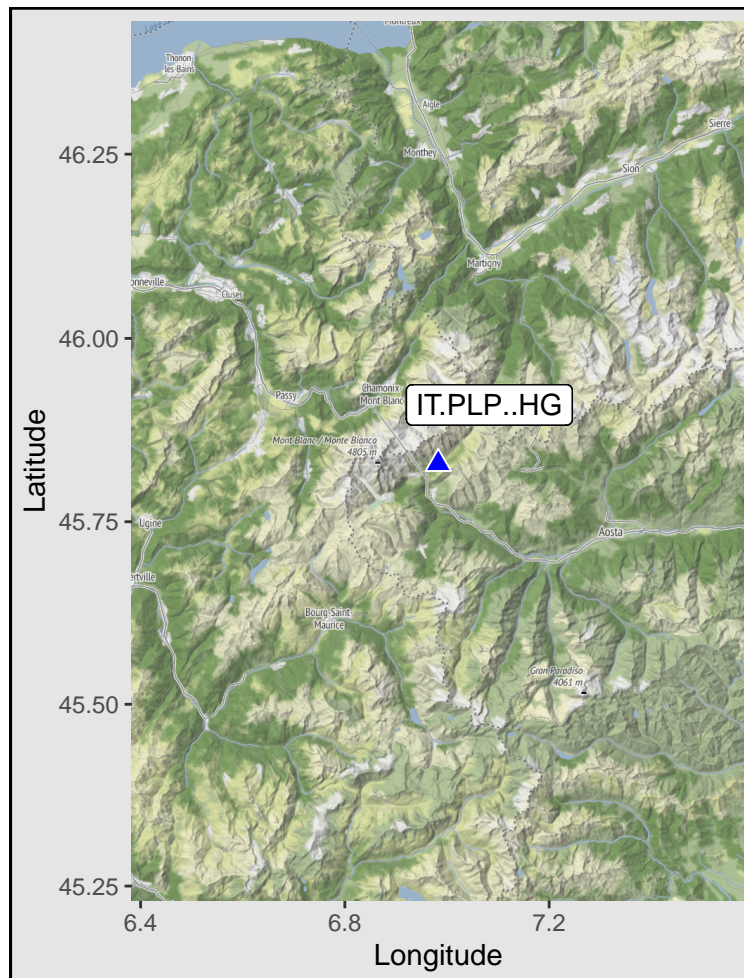 Montreux
Thonon-
les-Bains
Aigle
Sierre
46.25
Monthey
Sion
Martigny
onneville
Cluses
46.00
Passy
Chamonix-
Mont Blanc
IT.PLP..HG
Mont Blanc / Monte Bianco
4805 m
Latitude
45.75
Ugine
Aosta
ertville
Bourg-Saint-
Maurice
Gran Paradiso
4061 m
45.50
45.25
6.4
6.8
7.2
Longitude